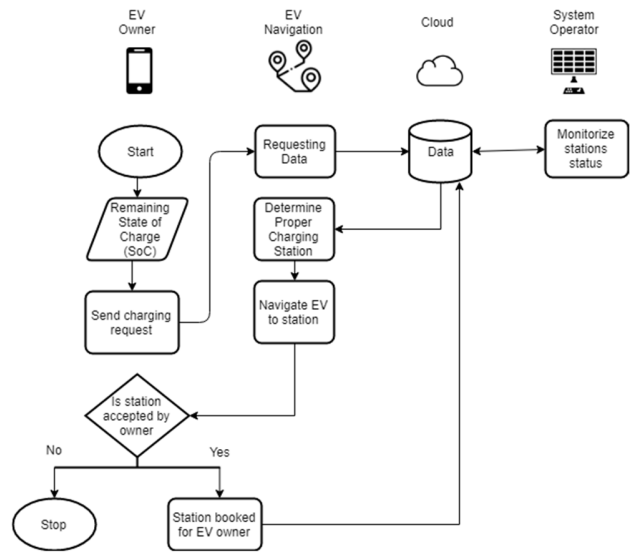 EV
Owner
EV
Navigation
Cloud
System
Operator
Start
Requesting
Data
Data
Monitorize
stations
status
Remaining
State of
Charge
(SoC)
Determine
Proper
Charging
Station
Send charging
request
Navigate EV
to station
Is station
accepted by
owner
No
Yes
Stop
Station booked
for EV owner